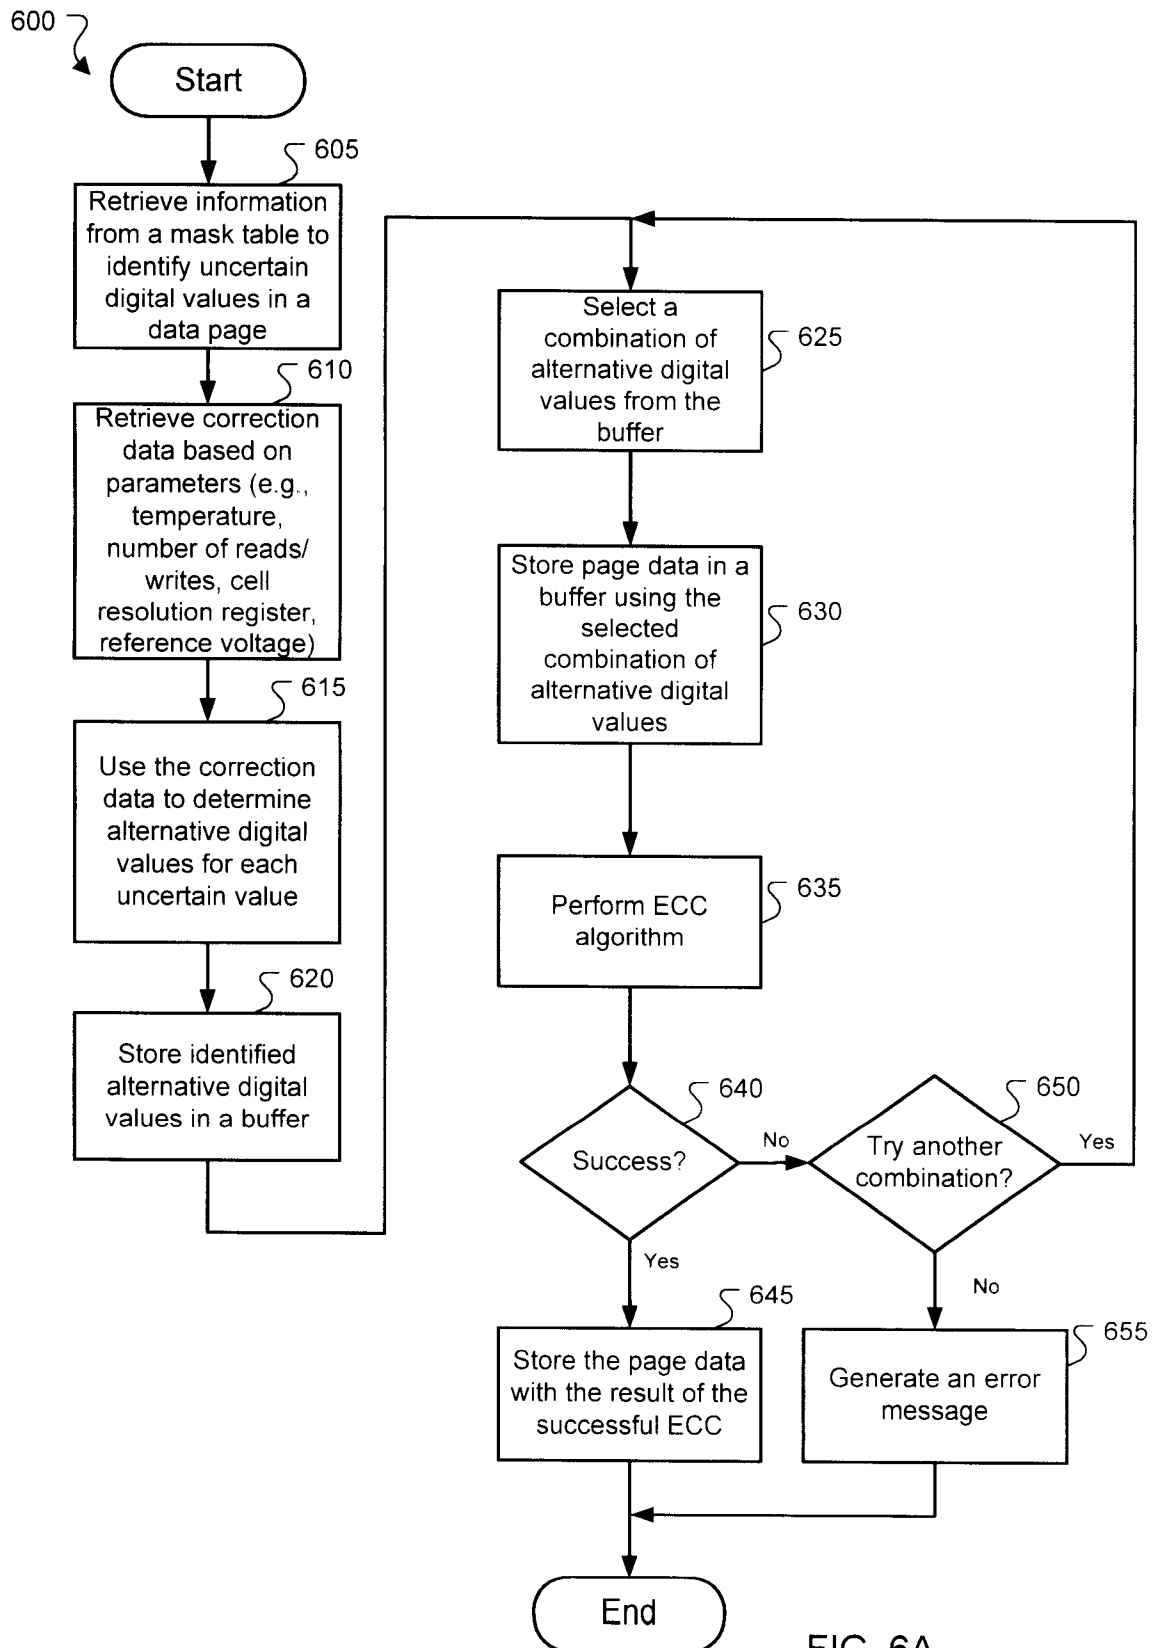 600
Start
605
Retrieve information
from a mask table to
identify uncertain
digital values in a
data page
610
Retrieve correction
data based on
parameters (e.g.,
temperature,
number of reads/
writes, cell
resolution register,
reference voltage)
615
Use the correction
data to determine
alternative digital
values for each
uncertain value
620
Store identified
alternative digital
values in a buffer
625
Select a
combination of
alternative digital
values from the
buffer
630
Store page data in a
buffer using the
selected
combination of
alternative digital
values
635
Perform ECC
algorithm
640
Success?
No
650
Try another
combination?
Yes
Yes
No
645
Store the page data
with the result of the
successful ECC
655
Generate an error
message
End
FIG. 6A